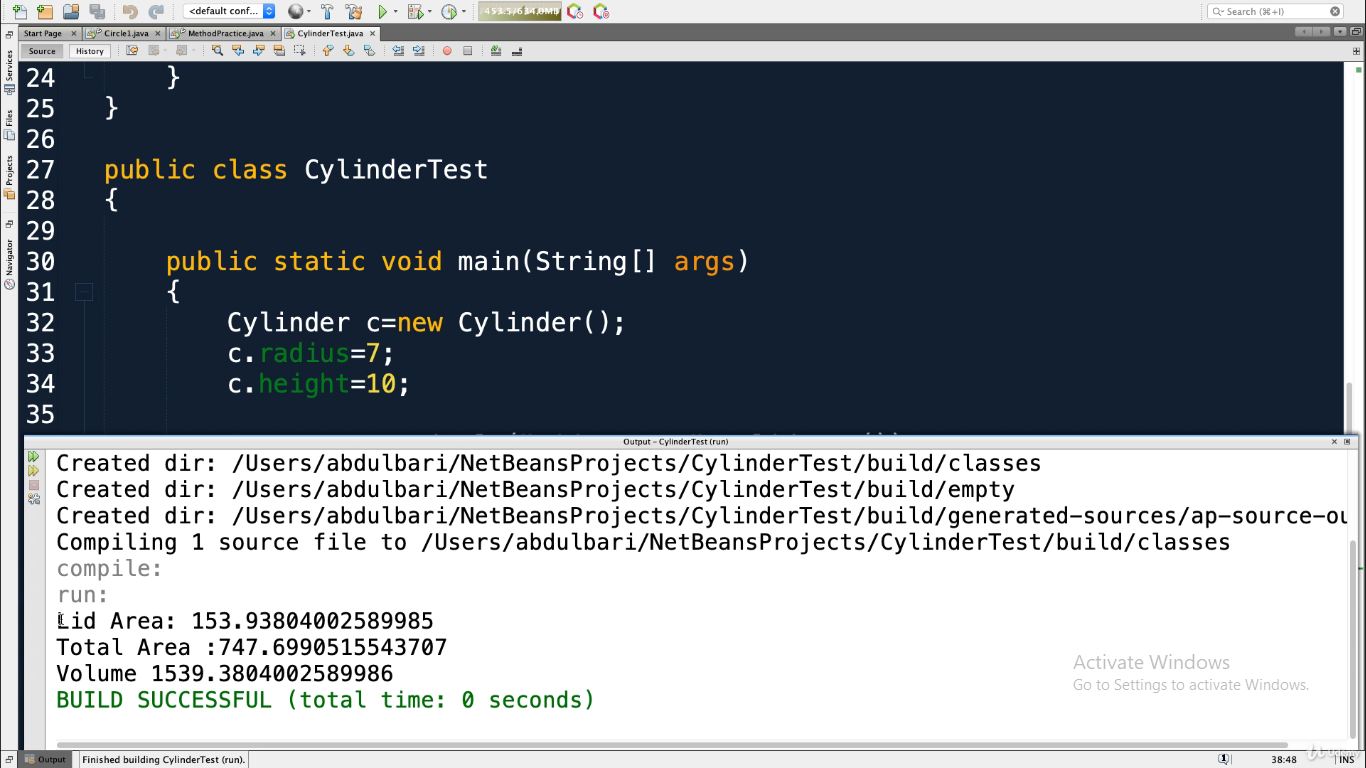 <default conf...
453.5/634.0MB
Search (⌘+I)
Start Page
Circle1.java
MethodPractice.java
CylinderTest.java
Source
History
Services
Files
Projects
Navigator
24 }
25 }
26
27 public class CylinderTest
28 {
29
30 public static void main(String[] args)
31 {
32 Cylinder c=new Cylinder();
33 c.radius=7;
34 c.height=10;
35
Output - CylinderTest (run)
Created dir: /Users/abdulbari/NetBeansProjects/CylinderTest/build/classes
Created dir: /Users/abdulbari/NetBeansProjects/CylinderTest/build/empty
Created dir: /Users/abdulbari/NetBeansProjects/CylinderTest/build/generated-sources/ap-source-ou
Compiling 1 source file to /Users/abdulbari/NetBeansProjects/CylinderTest/build/classes
compile:
run:
Lid Area: 153.93804002589985
Total Area :747.6990515543707
Volume 1539.3804002589986
BUILD SUCCESSFUL (total time: 0 seconds)
Activate Windows
Go to Settings to activate Windows.
Output
Finished building CylinderTest (run).
1
38:48
INS
Udemy